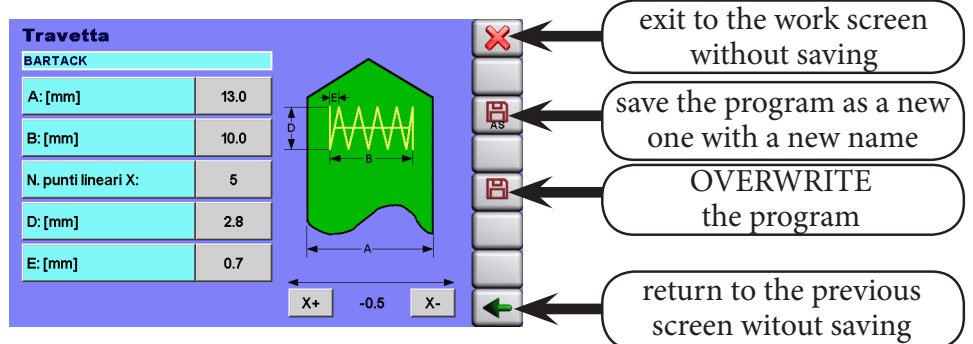 Travetta
BARTACK
A: [mm] 13.0
B: [mm] 10.0
N. punti lineari X: 5
D: [mm] 2.8
E: [mm] 0.7
E
D
B
A
X+ -0.5 X-
AS
exit to the work screen
without saving
save the program as a new
one with a new name
OVERWRITE
the program
return to the previous
screen witout saving